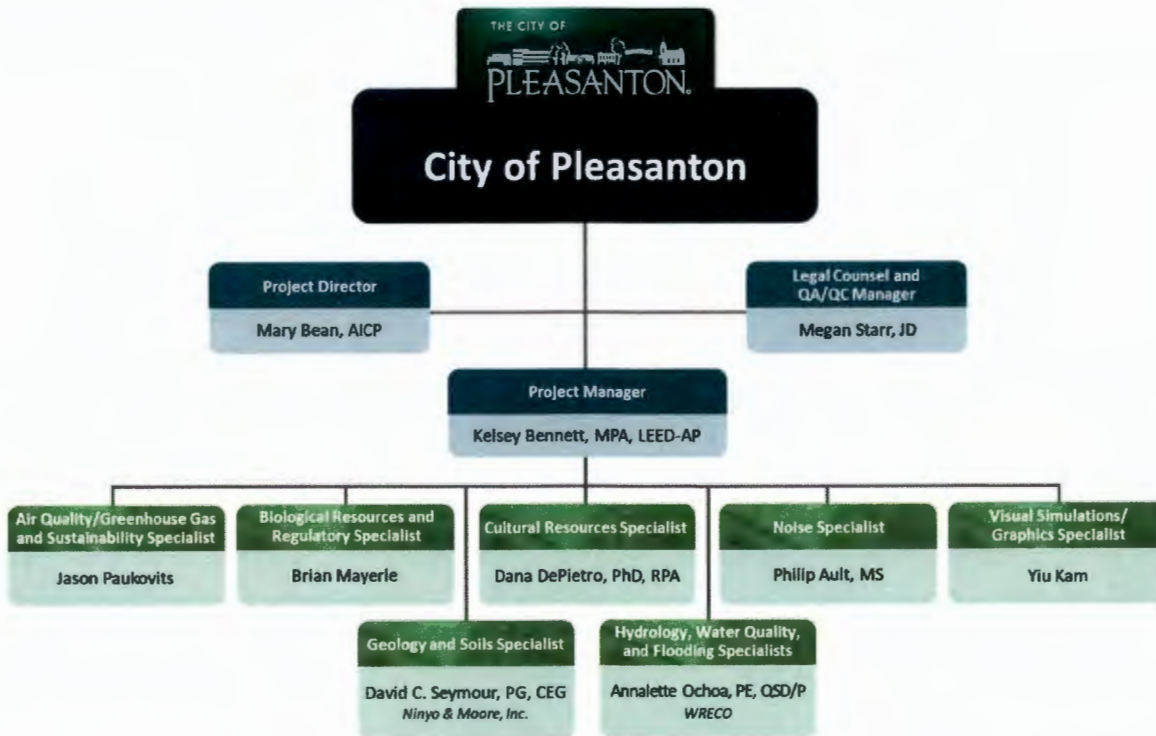 THE CITY OF
PLEASANTON.
City of Pleasanton
Project Director
Mary Bean, AICP
Legal Counsel and
QA/QC Manager
Megan Starr, JD
Project Manager
Kelsey Bennett, MPA, LEED-AP
Air Quality/Greenhouse Gas
and Sustainability Specialist
Jason Paukovits
Biological Resources and
Regulatory Specialist
Brian Mayerle
Cultural Resources Specialist
Dana DePietro, PhD, RPA
Noise Specialist
Philip Ault, MS
Visual Simulations/
Graphics Specialist
Yiu Kam
Geology and Soils Specialist
David C. Seymour, PG, CEG
Ninyo & Moore, Inc.
Hydrology, Water Quality,
and Flooding Specialists
Annalette Ochoa, PE, QSD/P
WRECO